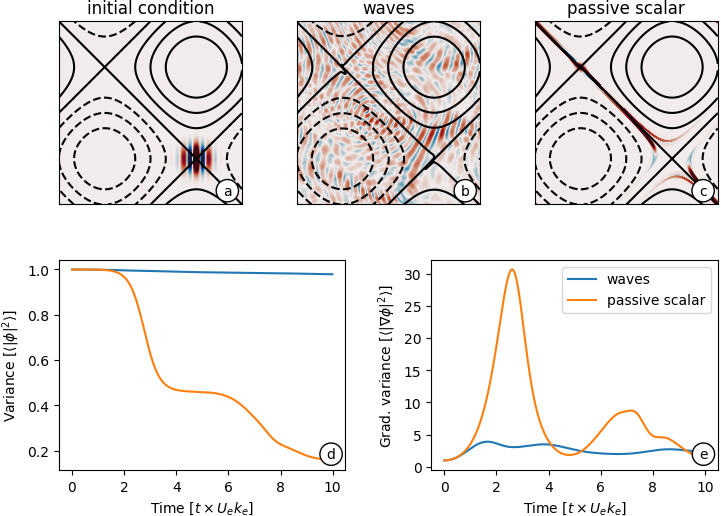 initial condition
waves
passive scalar
a
b
c
Variance [⟨|ϕ|²⟩]
1.0
0.8
0.6
0.4
0.2
d
0 2 4 6 8 10
Time [t × Uₑkₑ]
Grad. variance [⟨|∇ϕ|²⟩]
30
25
20
15
10
5
0
waves
passive scalar
e
0 2 4 6 8 10
Time [t × Uₑkₑ]